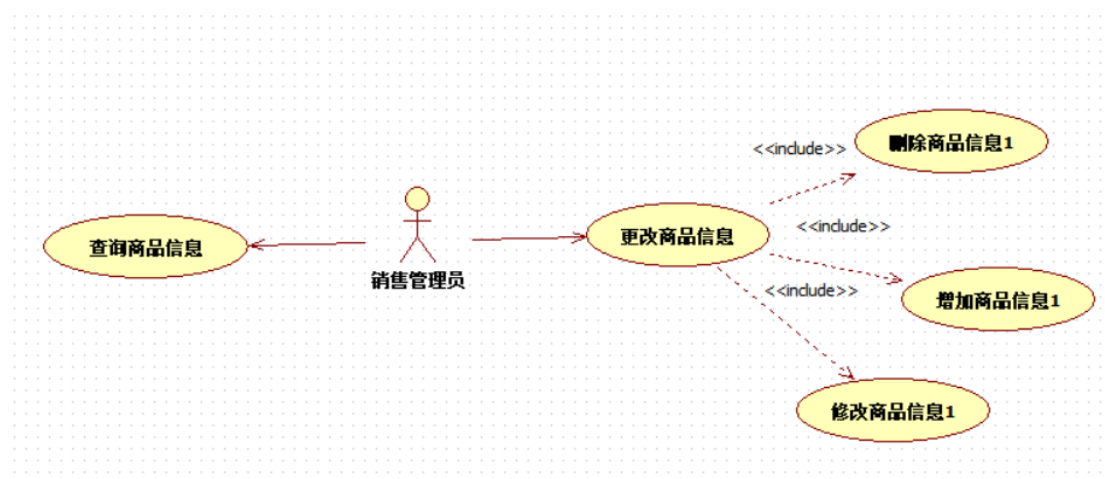 <<include>>
删除商品信息1
<<include>>
查询商品信息
更改商品信息
销售管理员
<<include>>
增加商品信息1
修改商品信息1